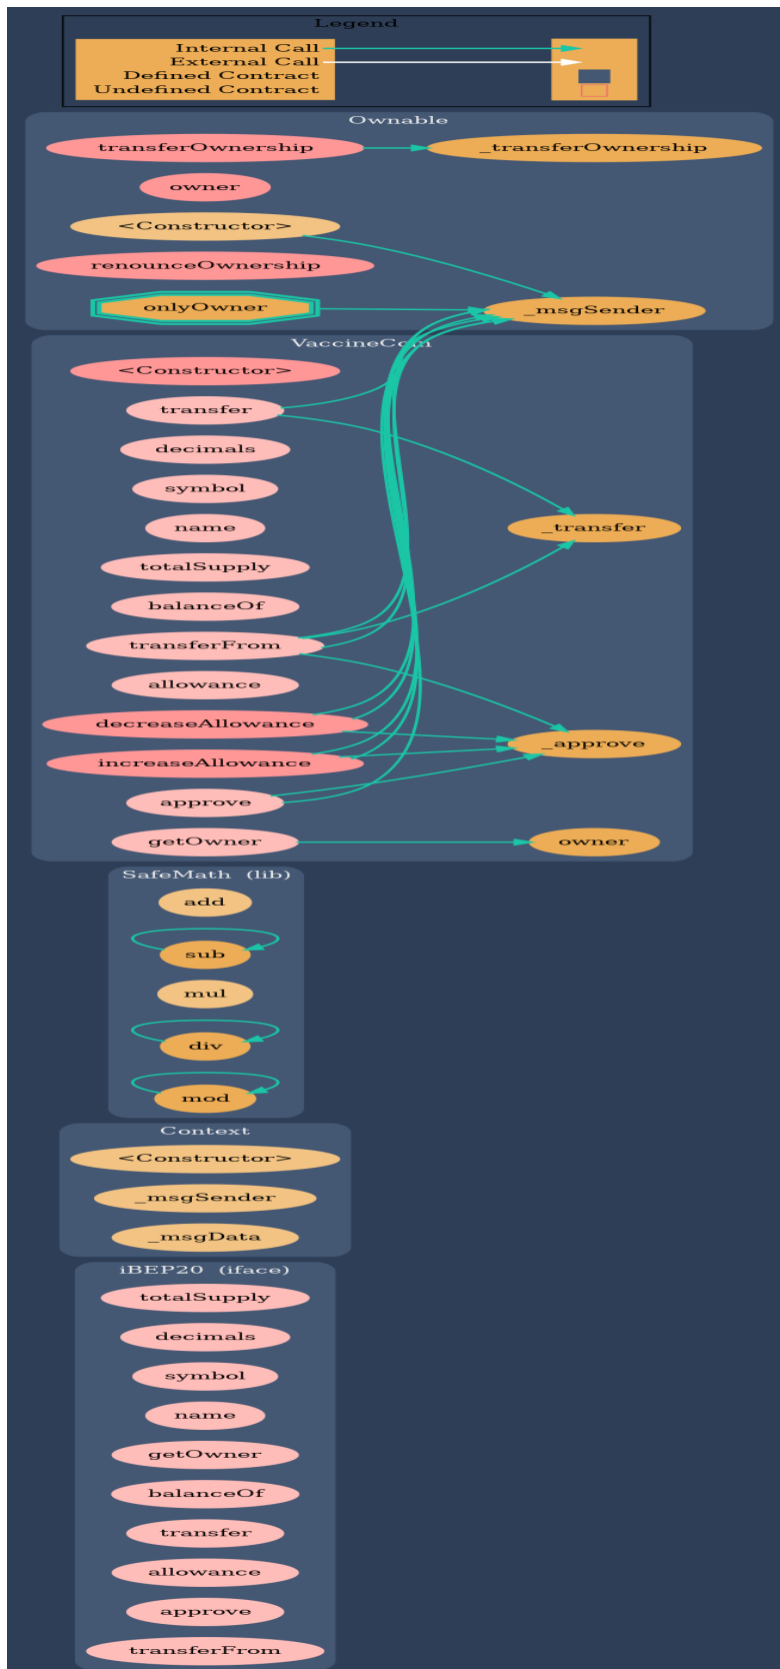 Legend
Internal Call
External Call
Defined Contract
Undefined Contract
Ownable
transferOwnership _transferOwnership
owner
<Constructor>
renounceOwnership
onlyOwner _msgSender
VaccineCoin
<Constructor>
transfer
decimals
symbol
name _transfer
totalSupply
balanceOf
transferFrom
allowance
decreaseAllowance
_approve
increaseAllowance
approve
getOwner owner
SafeMath (lib)
add
sub
mul
div
mod
Context
<Constructor>
_msgSender
_msgData
iBEP20 (iface)
totalSupply
decimals
symbol
name
getOwner
balanceOf
transfer
allowance
approve
transferFrom